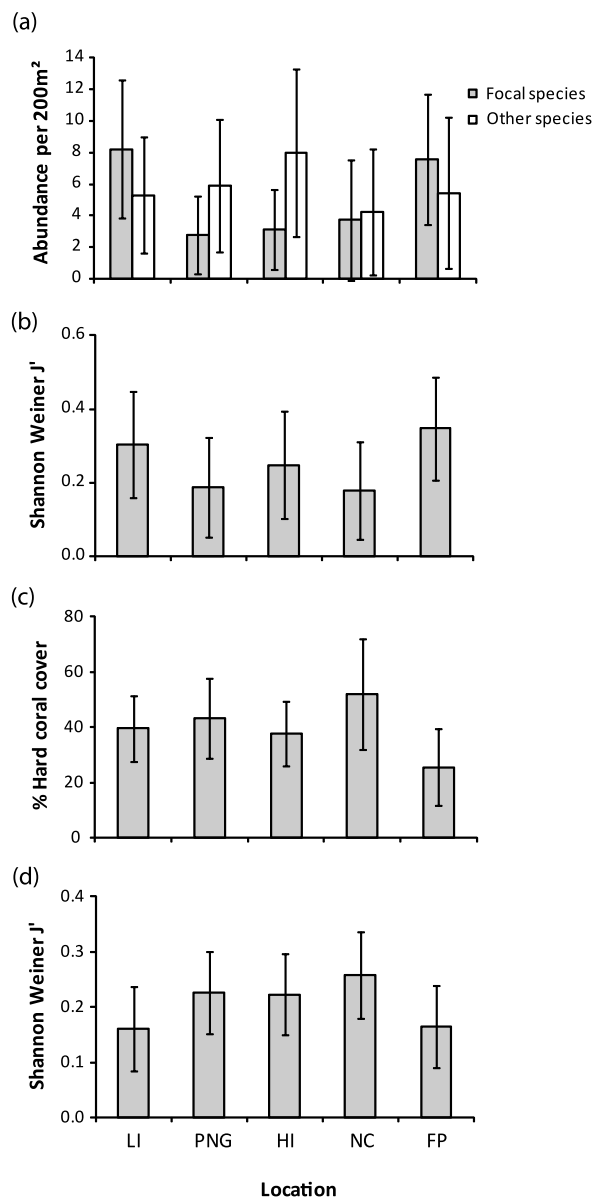 (a)
Abundance per 200m²
14
12
10
8
6
4
2
0
Focal species
Other species
(b)
Shannon Weiner J'
0.6
0.4
0.2
0.0
(c)
% Hard coral cover
80
60
40
20
0
(d)
Shannon Weiner J'
0.4
0.3
0.2
0.1
0.0
LI PNG HI NC FP
Location